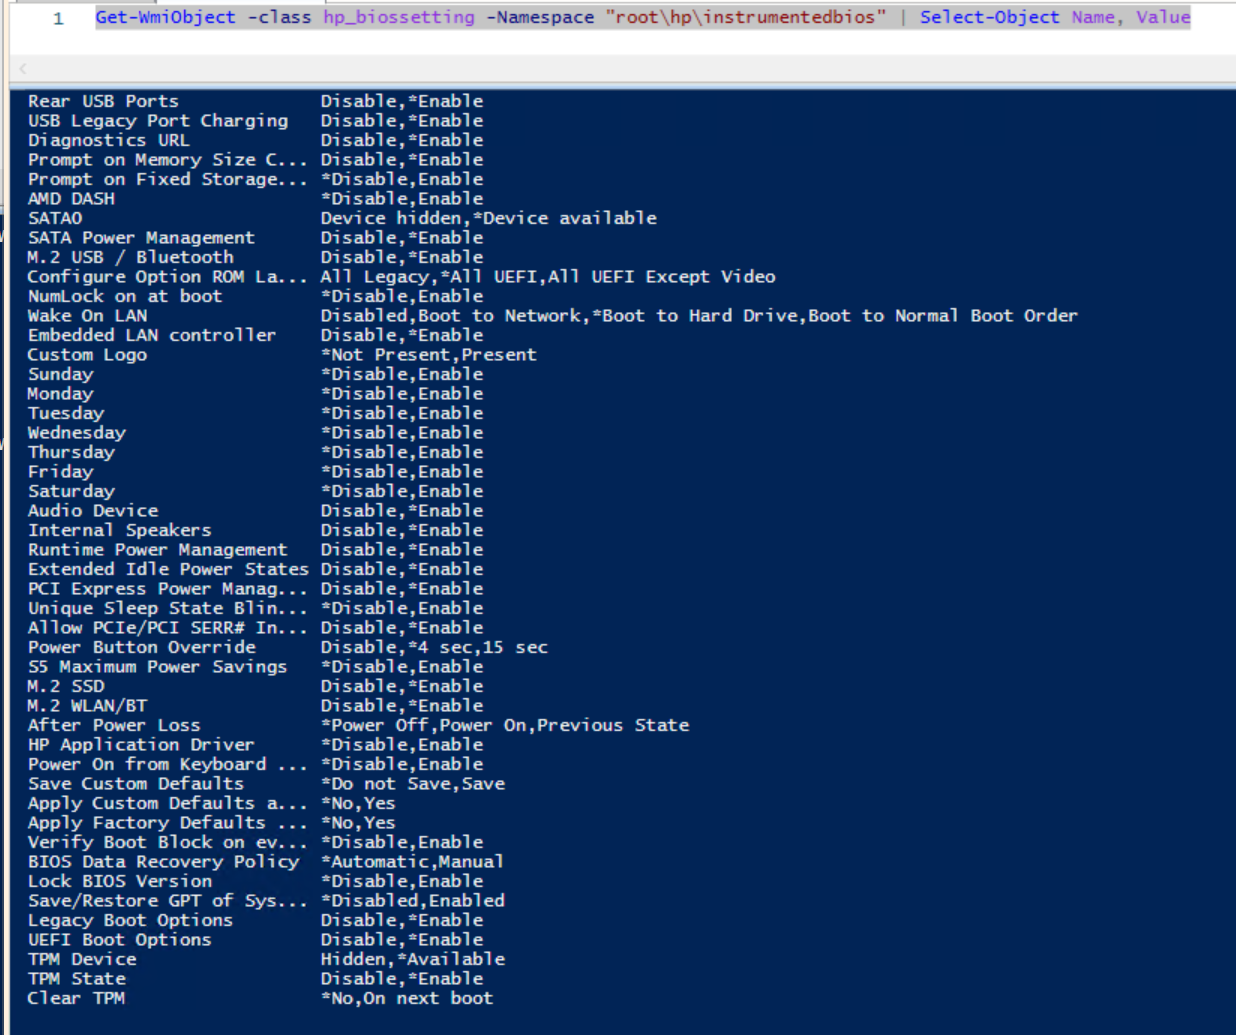 1 Get-WmiObject -class hp_biossetting -Namespace "root\hp\instrumentedbios" | Select-Object Name, Value
Rear USB Ports Disable,*Enable
USB Legacy Port Charging Disable,*Enable
Diagnostics URL Disable,*Enable
Prompt on Memory Size C... Disable,*Enable
Prompt on Fixed Storage... *Disable,Enable
AMD DASH *Disable,Enable
SATA0 Device hidden,*Device available
SATA Power Management Disable,*Enable
M.2 USB / Bluetooth Disable,*Enable
Configure Option ROM La... All Legacy,*All UEFI,All UEFI Except Video
NumLock on at boot *Disable,Enable
Wake On LAN Disabled,Boot to Network,*Boot to Hard Drive,Boot to Normal Boot Order
Embedded LAN controller Disable,*Enable
Custom Logo *Not Present,Present
Sunday *Disable,Enable
Monday *Disable,Enable
Tuesday *Disable,Enable
Wednesday *Disable,Enable
Thursday *Disable,Enable
Friday *Disable,Enable
Saturday *Disable,Enable
Audio Device Disable,*Enable
Internal Speakers Disable,*Enable
Runtime Power Management Disable,*Enable
Extended Idle Power States Disable,*Enable
PCI Express Power Manag... Disable,*Enable
Unique Sleep State Blin... *Disable,Enable
Allow PCIe/PCI SERR# In... Disable,*Enable
Power Button Override Disable,*4 sec,15 sec
S5 Maximum Power Savings *Disable,Enable
M.2 SSD Disable,*Enable
M.2 WLAN/BT Disable,*Enable
After Power Loss *Power Off,Power On,Previous State
HP Application Driver *Disable,Enable
Power On from Keyboard ... *Disable,Enable
Save Custom Defaults *Do not Save,Save
Apply Custom Defaults a... *No,Yes
Apply Factory Defaults ... *No,Yes
Verify Boot Block on ev... *Disable,Enable
BIOS Data Recovery Policy *Automatic,Manual
Lock BIOS Version *Disable,Enable
Save/Restore GPT of Sys... *Disabled,Enabled
Legacy Boot Options Disable,*Enable
UEFI Boot Options Disable,*Enable
TPM Device Hidden,*Available
TPM State Disable,*Enable
Clear TPM *No,On next boot